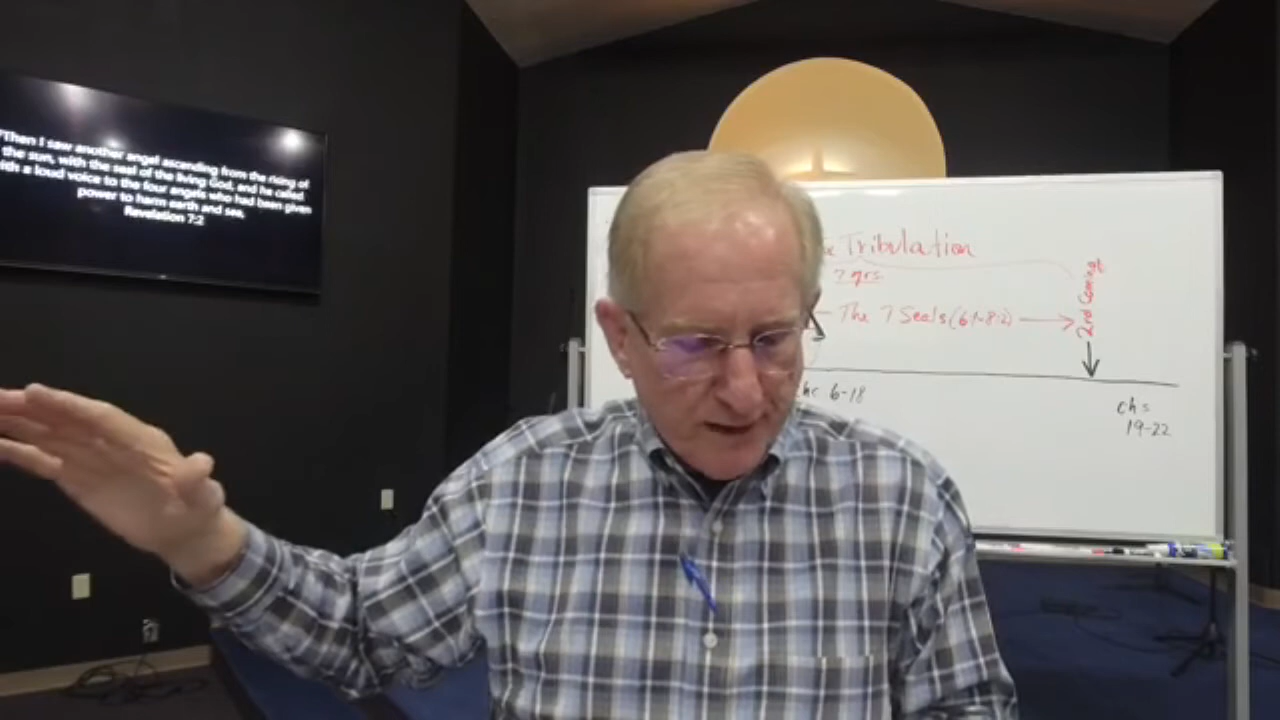 "Then I saw another angel ascending from the rising of
the sun, with the seal of the living God, and he called
with a loud voice to the four angels who had been given
power to harm earth and sea,
Revelation 7:2
Tribulation
7 yrs.
The 7 Seals (6:1-8:2)
2nd Coming
6-18
chs
19-22